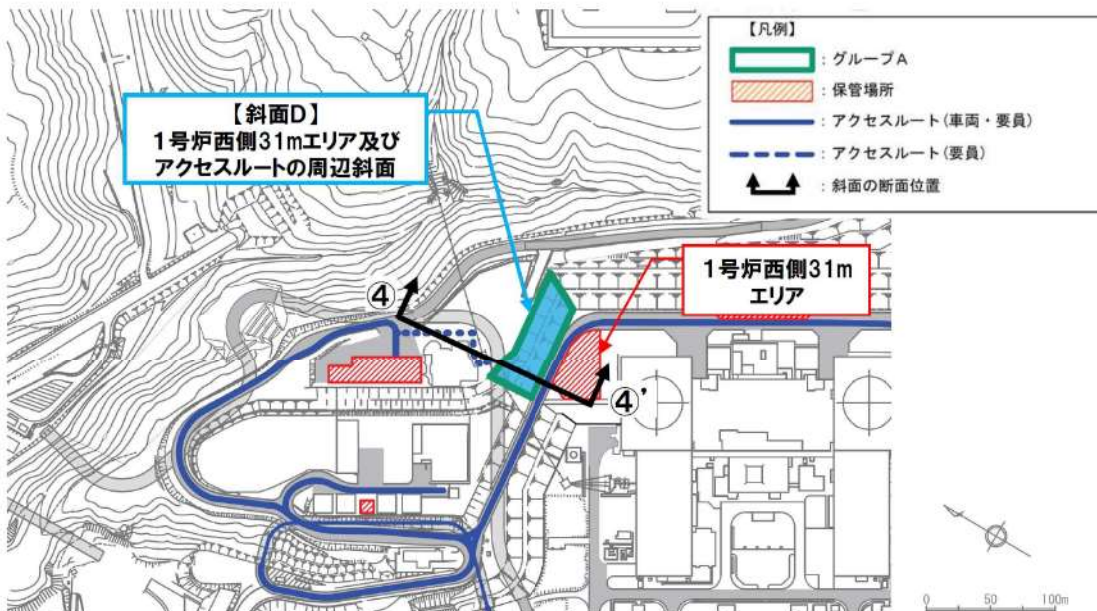 【凡例】
：グループA
：保管場所
：アクセスルート(車両・要員)
：アクセスルート(要員)
：斜面の断面位置
【斜面D】
1号炉西側31mエリア及び
アクセスルートの周辺斜面
1号炉西側31m
エリア
④
④'
0 50 100m